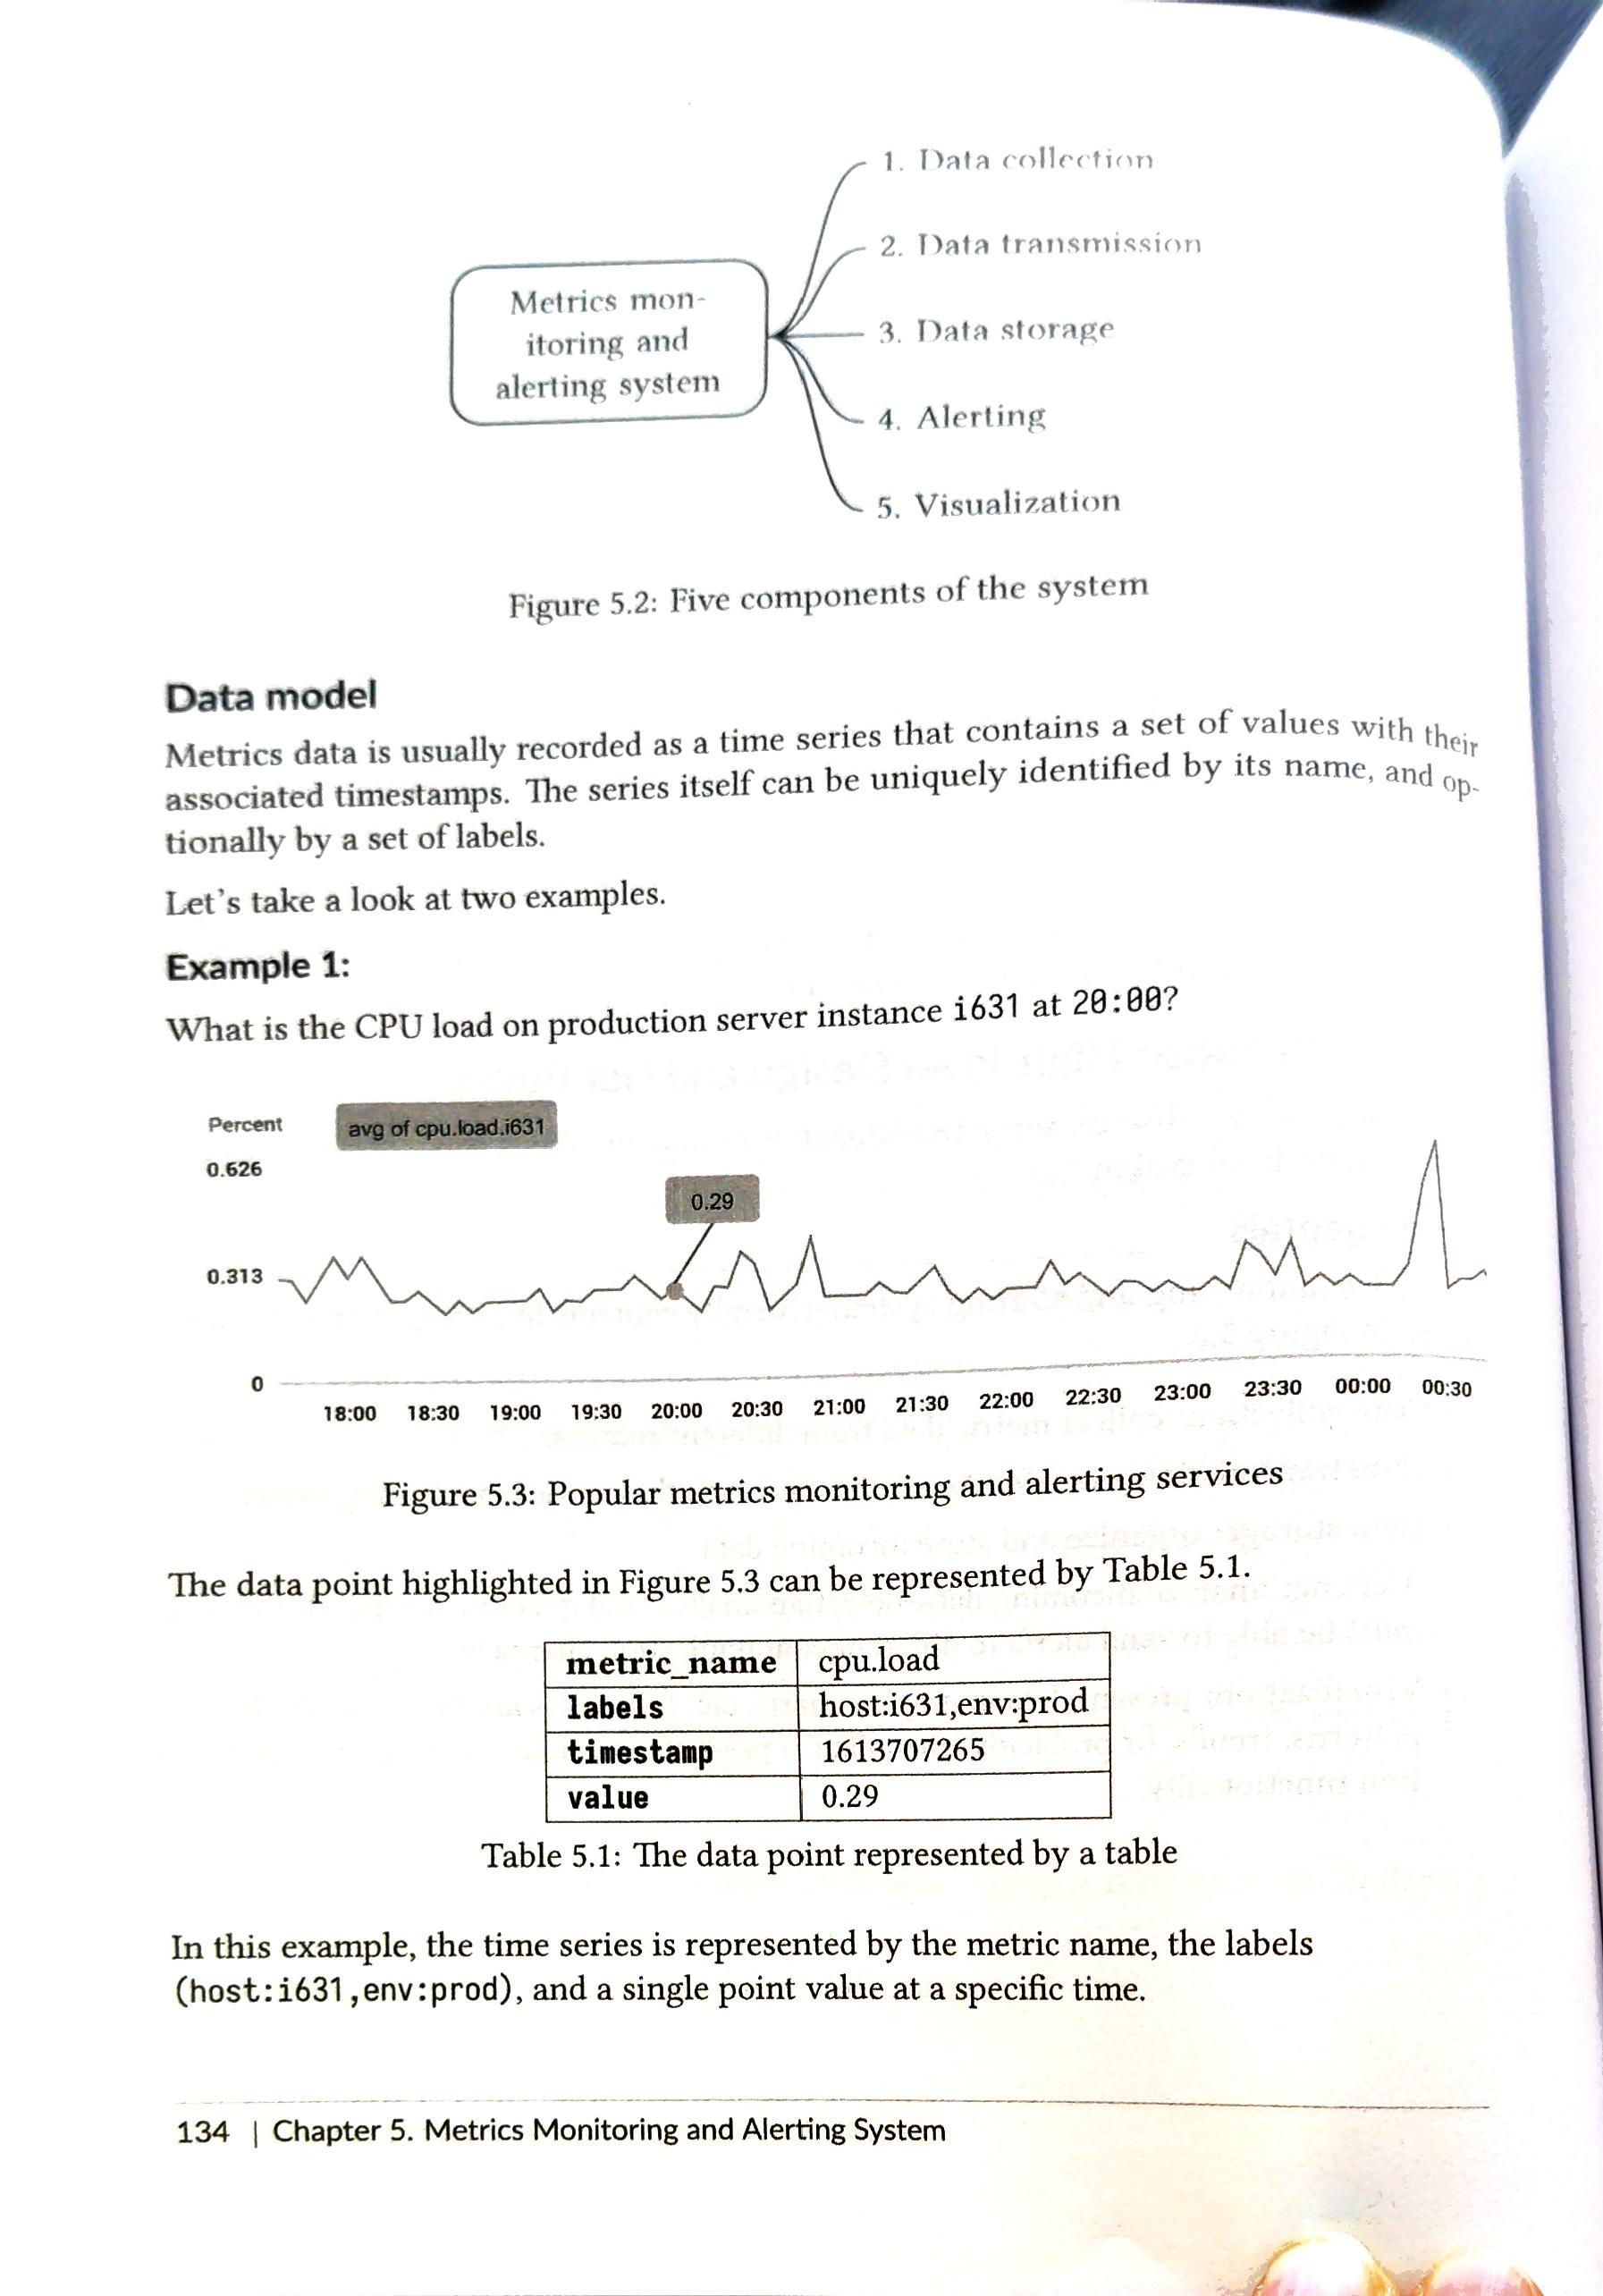 1. Data collection
2. Data transmission
Metrics mon-
itoring and
alerting system
3. Data storage
4. Alerting
5. Visualization
Figure 5.2: Five components of the system
Data model
Metrics data is usually recorded as a time series that contains a set of values with their
associated timestamps. The series itself can be uniquely identified by its name, and op-
tionally by a set of labels.
Let's take a look at two examples.
Example 1:
What is the CPU load on production server instance i631 at 20:00?
Percent avg of cpu.load.i631
0.626
0.29
0.313
0
18:00 18:30 19:00 19:30 20:00 20:30 21:00 21:30 22:00 22:30 23:00 23:30 00:00 00:30
Figure 5.3: Popular metrics monitoring and alerting services
The data point highlighted in Figure 5.3 can be represented by Table 5.1.
metric_name cpu.load
labels host:i631,env:prod
timestamp 1613707265
value 0.29
Table 5.1: The data point represented by a table
In this example, the time series is represented by the metric name, the labels
(host:i631,env:prod), and a single point value at a specific time.
134 | Chapter 5. Metrics Monitoring and Alerting System